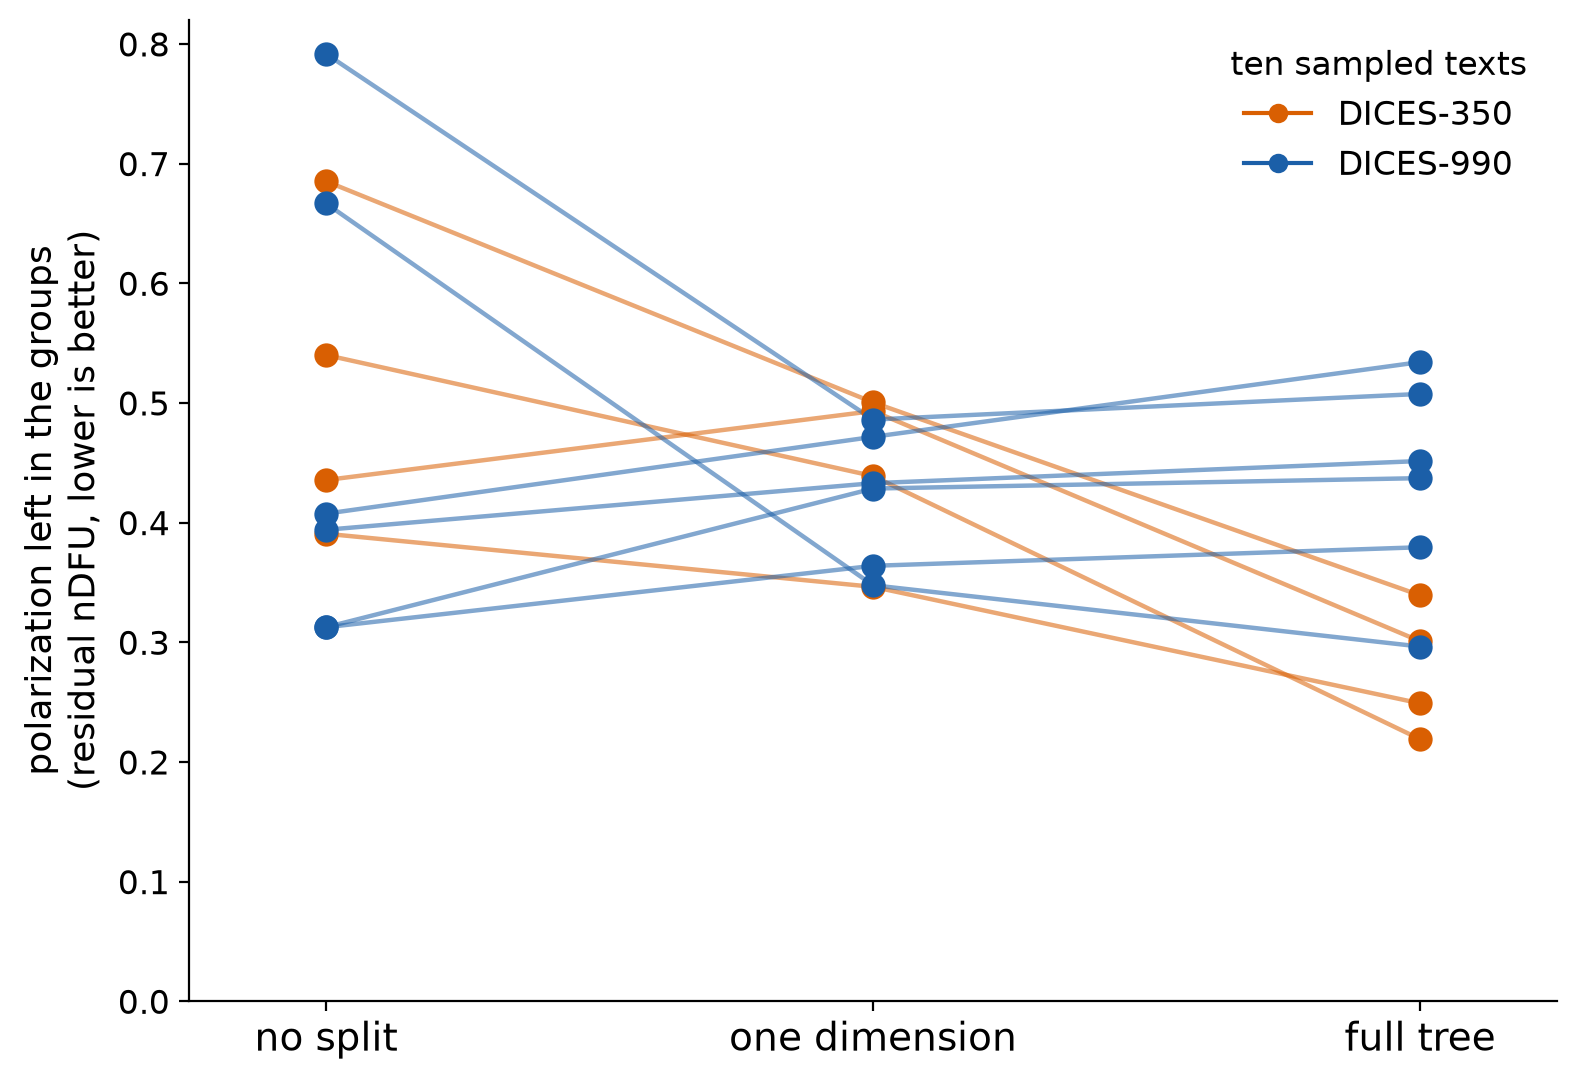 polarization left in the groups
(residual nDFU, lower is better)
0.8
0.7
0.6
0.5
0.4
0.3
0.2
0.1
0.0
ten sampled texts
DICES-350
DICES-990
no split
one dimension
full tree